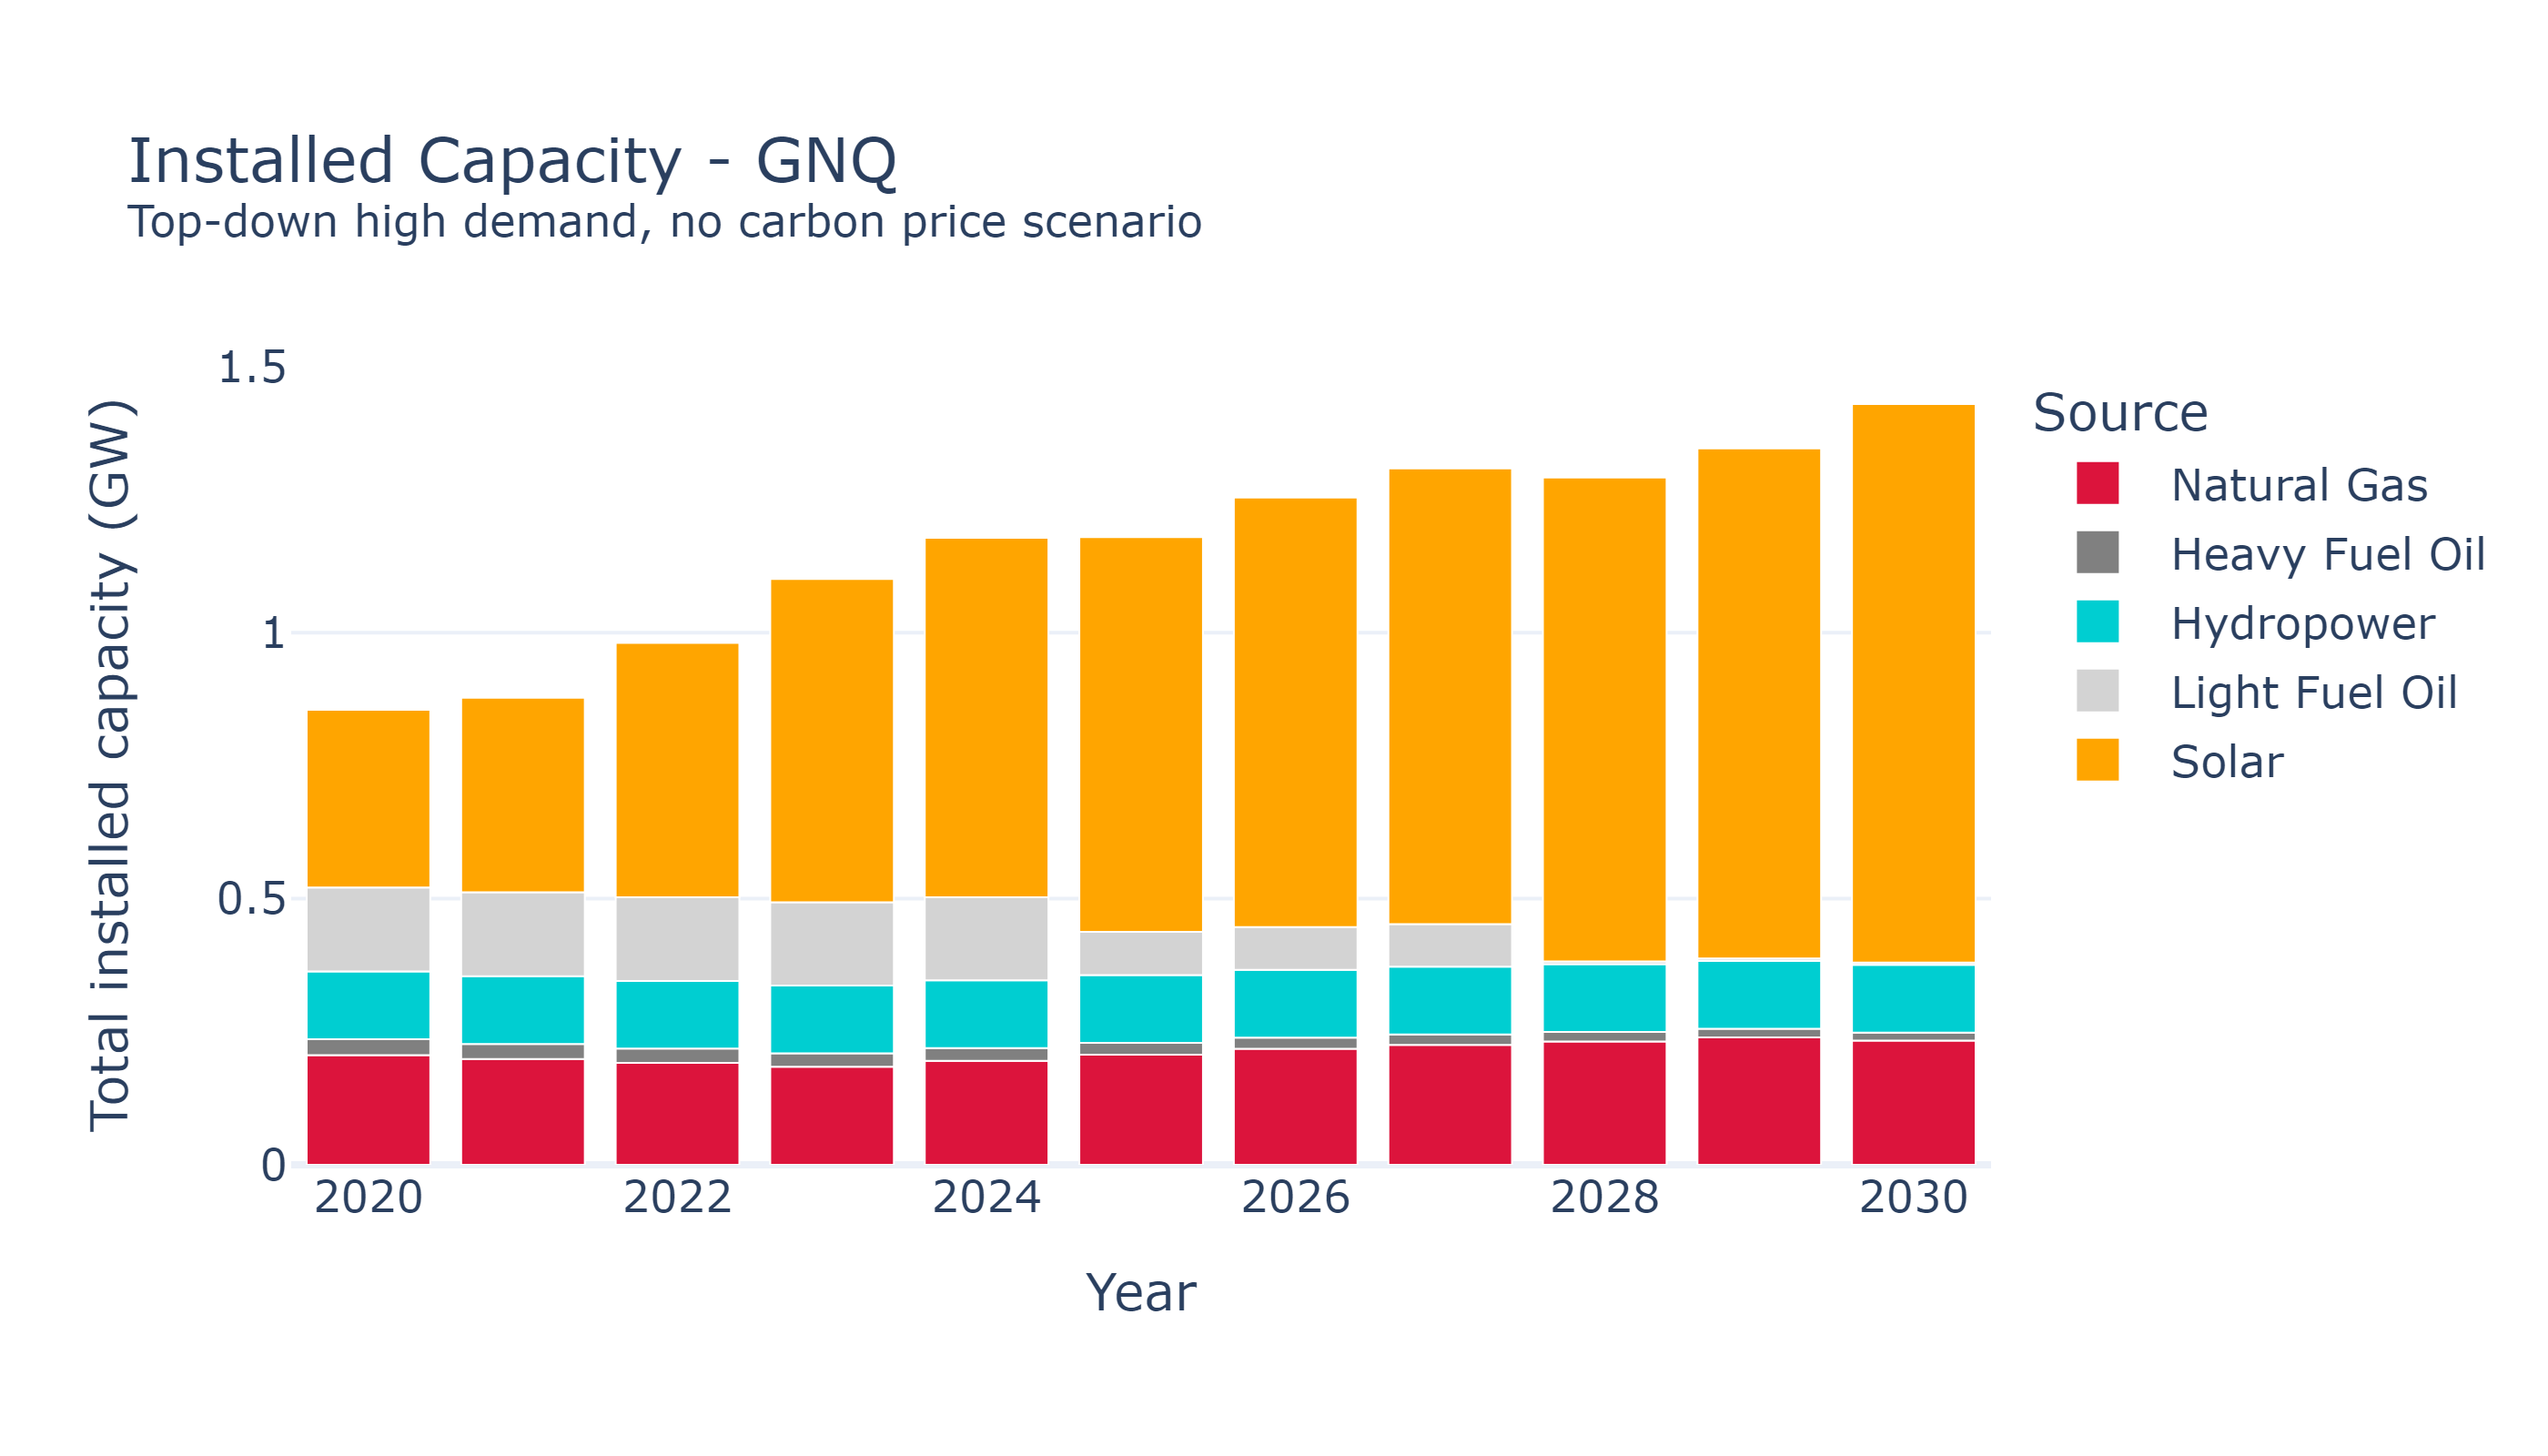 Installed Capacity - GNQ
Top-down high demand, no carbon price scenario
Total installed capacity (GW)
1.5
1
0.5
0
2020
2022
2024
2026
2028
2030
Year
Source
Natural Gas
Heavy Fuel Oil
Hydropower
Light Fuel Oil
Solar